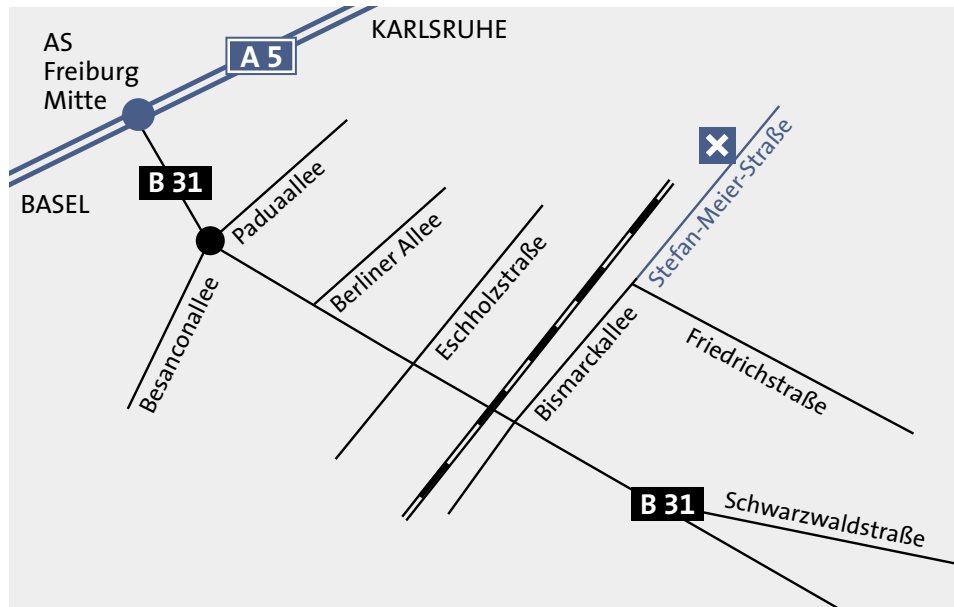 KARLSRUHE
AS
Freiburg
Mitte
A 5
B 31
BASEL
Paduaallee
Besanconallee
Berliner Allee
Eschholzstraße
Bismarckallee
Stefan-Meier-Straße
Friedrichstraße
B 31
Schwarzwaldstraße